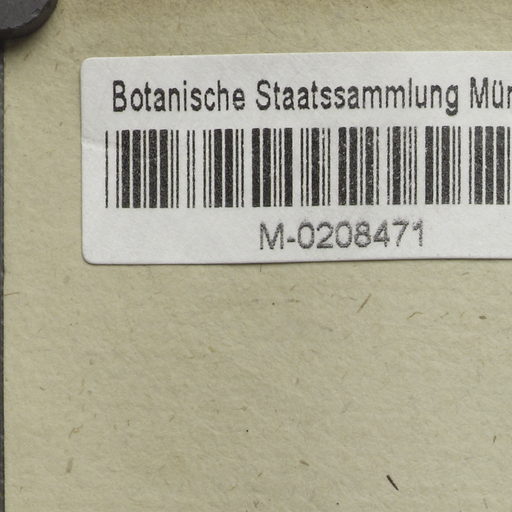 Botanische Staatssammlung Mün
M-0208471